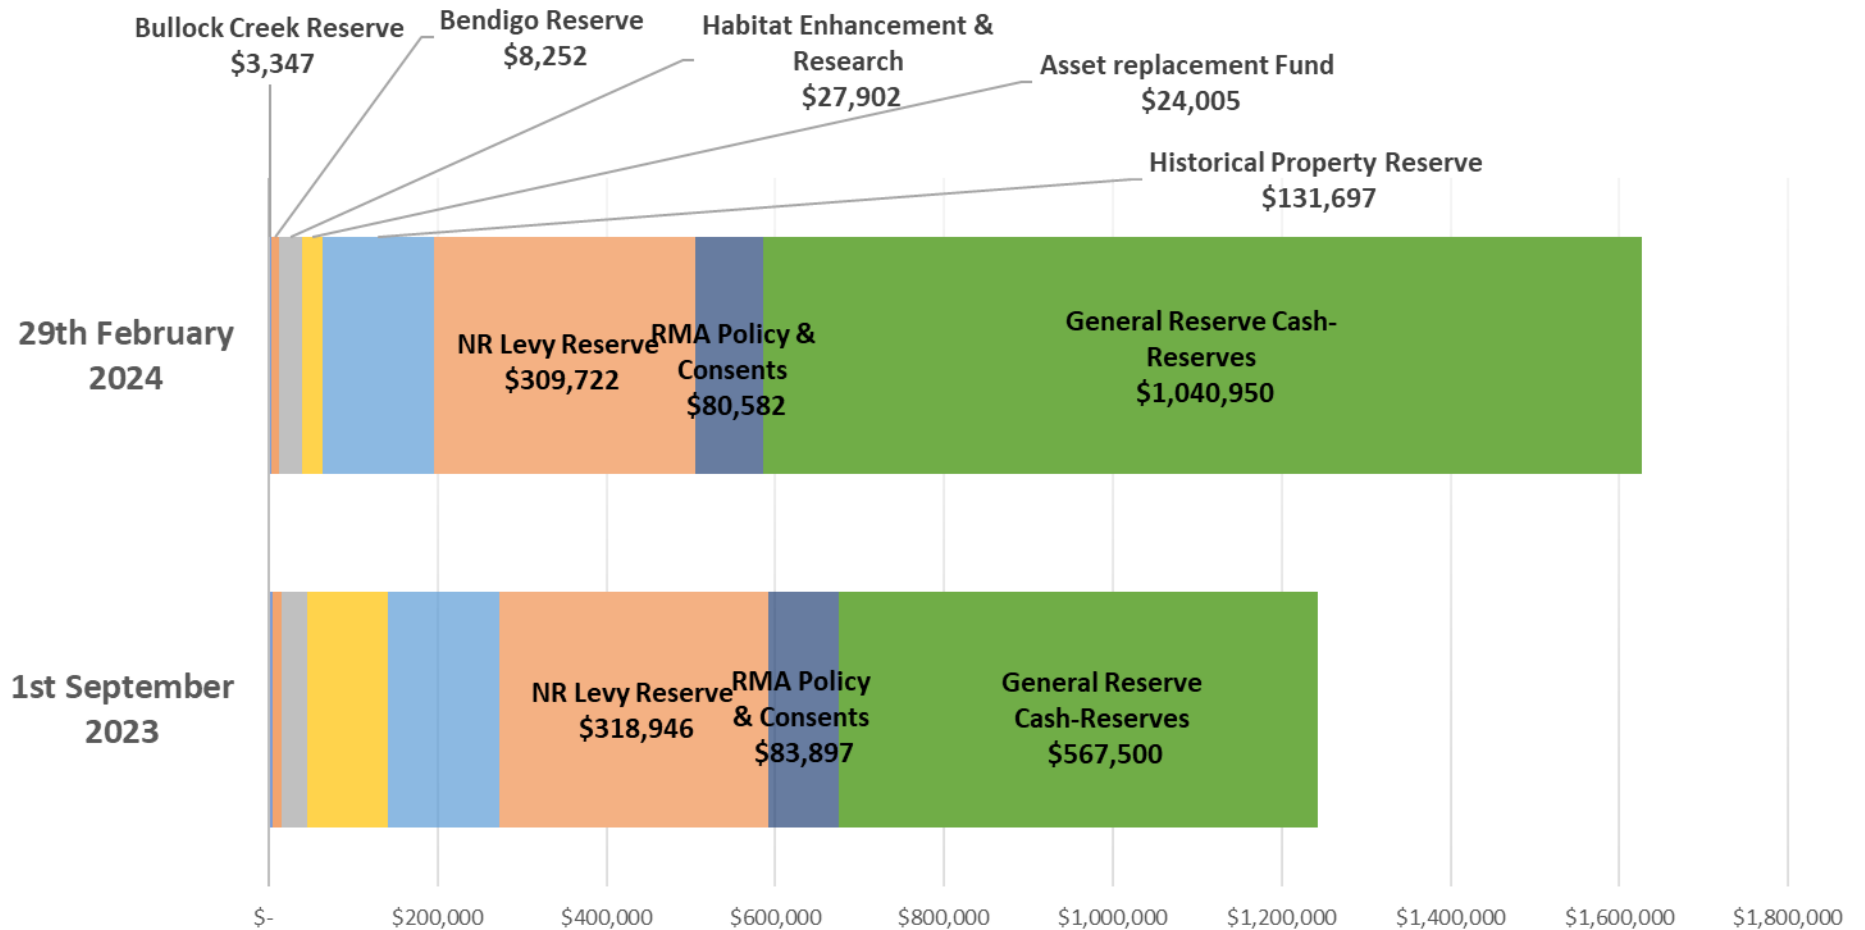 Bullock Creek Reserve
$3,347
Bendigo Reserve
$8,252
Habitat Enhancement &
Research
$27,902
Asset replacement Fund
$24,005
Historical Property Reserve
$131,697
29th February
2024
NR Levy Reserve
$309,722
RMA Policy &
Consents
$80,582
General Reserve Cash-
Reserves
$1,040,950
1st September
2023
NR Levy Reserve
$318,946
RMA Policy
& Consents
$83,897
General Reserve
Cash-Reserves
$567,500
$- $200,000 $400,000 $600,000 $800,000 $1,000,000 $1,200,000 $1,400,000 $1,600,000 $1,800,000